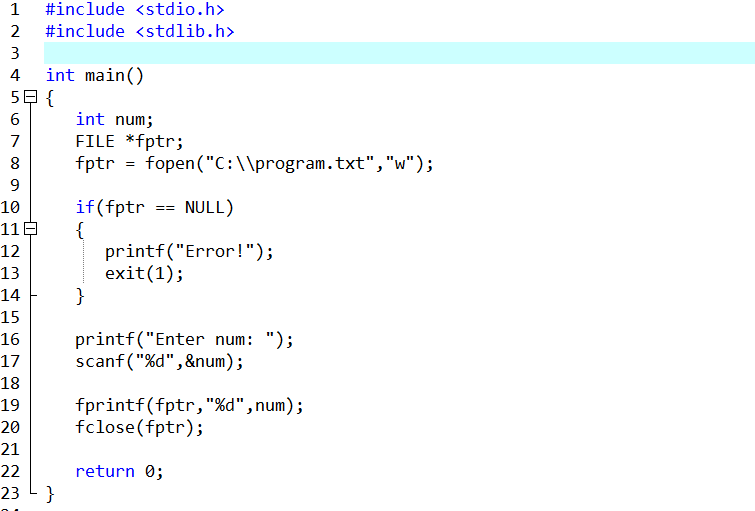 1 #include <stdio.h>
2 #include <stdlib.h>
3
4 int main()
5 {
6 int num;
7 FILE *fptr;
8 fptr = fopen("C:\\program.txt","w");
9
10 if(fptr == NULL)
11 {
12 printf("Error!");
13 exit(1);
14 }
15
16 printf("Enter num: ");
17 scanf("%d",&num);
18
19 fprintf(fptr,"%d",num);
20 fclose(fptr);
21
22 return 0;
23 }